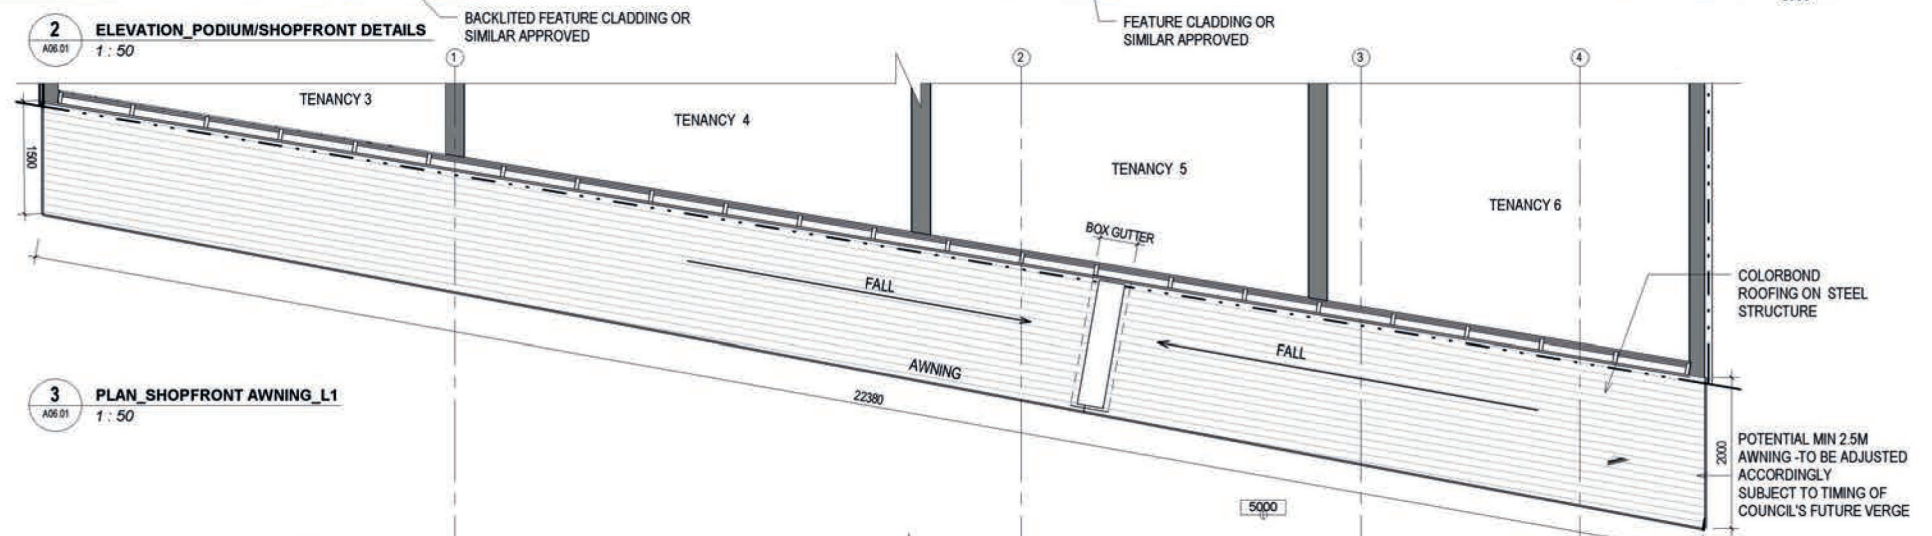 2
A06.01
ELEVATION_PODIUM/SHOPFRONT DETAILS
1 : 50
BACKLITED FEATURE CLADDING OR
SIMILAR APPROVED
FEATURE CLADDING OR
SIMILAR APPROVED
1
2
3
4
TENANCY 3
TENANCY 4
TENANCY 5
TENANCY 6
1500
BOX GUTTER
FALL
FALL
AWNING
22380
COLORBOND
ROOFING ON STEEL
STRUCTURE
3
A06.01
PLAN_SHOPFRONT AWNING_L1
1 : 50
2000
POTENTIAL MIN 2.5M
AWNING -TO BE ADJUSTED
ACCORDINGLY
SUBJECT TO TIMING OF
COUNCIL'S FUTURE VERGE
5000